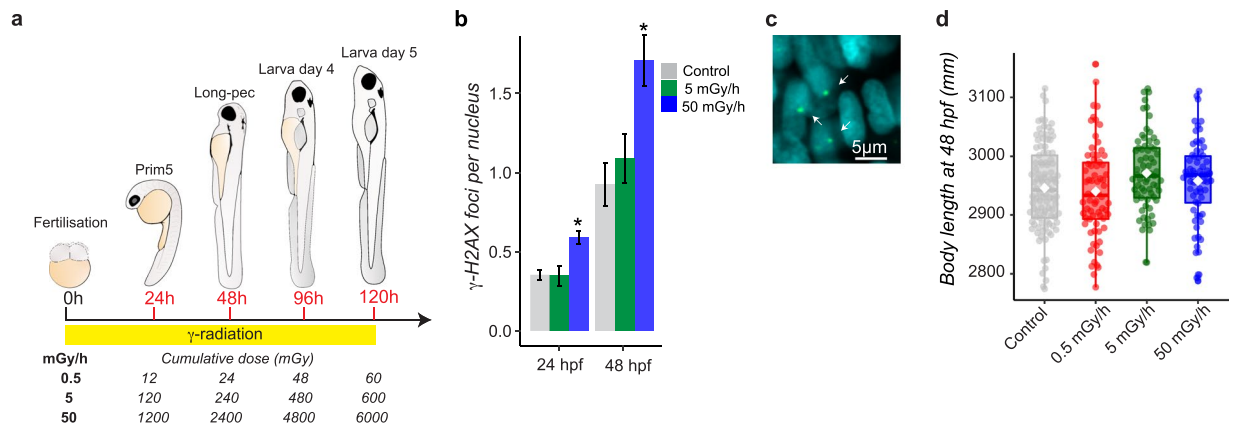 a
Larva day 5
Larva day 4
Long-pec
Prim5
Fertilisation
0h 24h 48h 96h 120h
γ-radiation
mGy/h Cumulative dose (mGy)
0.5 12 24 48 60
5 120 240 480 600
50 1200 2400 4800 6000
b
γ-H2AX foci per nucleus
1.5
1.0
0.5
0.0
*
*
Control
5 mGy/h
50 mGy/h
24 hpf 48 hpf
c
5µm
d
Body length at 48 hpf (mm)
3100
3000
2900
2800
Control
0.5 mGy/h
5 mGy/h
50 mGy/h